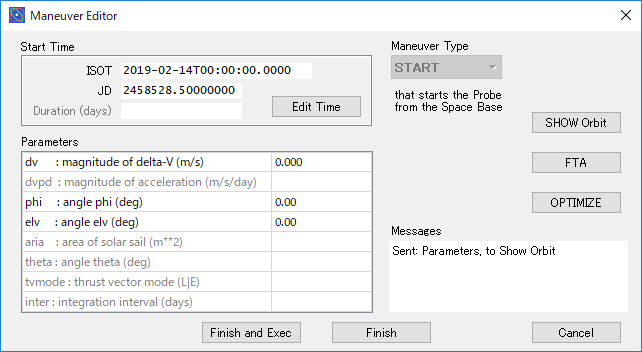 Maneuver Editor
Start Time
ISOT 2019-02-14T00:00:00.0000
JD 2458528.50000000
Duration (days)
Edit Time
Maneuver Type
START
that starts the Probe
from the Space Base
SHOW Orbit
FTA
OPTIMIZE
Parameters
dv : magnitude of delta-V (m/s) 0.000
dvpd : magnitude of acceleration (m/s/day)
phi : angle phi (deg) 0.00
elv : angle elv (deg) 0.00
aria : area of solar sail (m**2)
theta : angle theta (deg)
tvmode : thrust vector mode (L|E)
inter : integration interval (days)
Messages
Sent: Parameters, to Show Orbit
Finish and Exec
Finish
Cancel